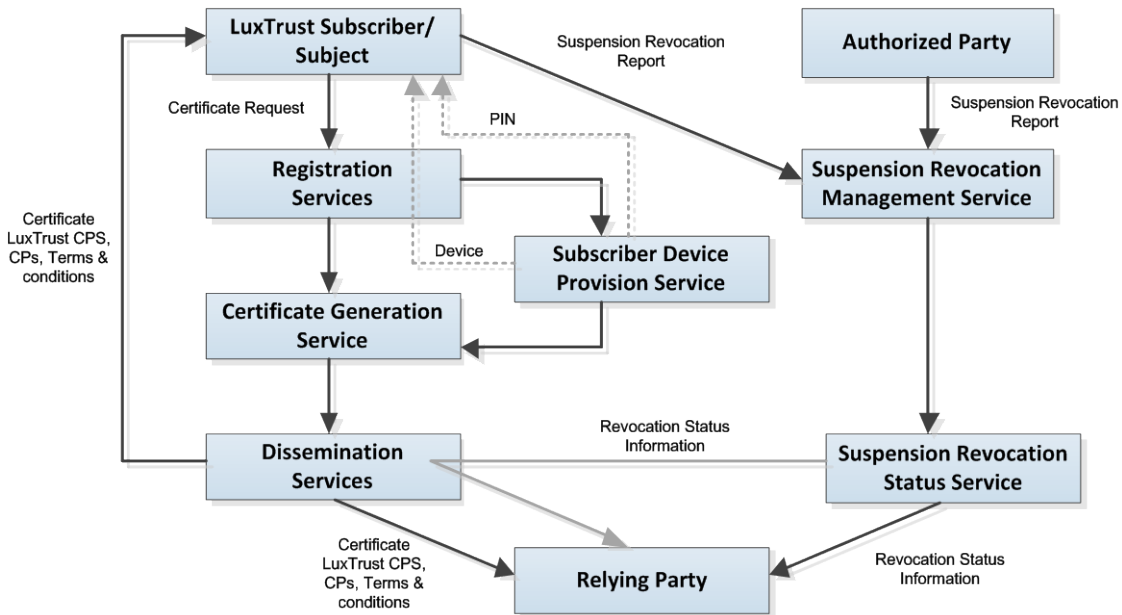 LuxTrust Subscriber/
Subject
Suspension Revocation
Report
Authorized Party
Certificate Request
PIN
Suspension Revocation
Report
Registration
Services
Suspension Revocation
Management Service
Certificate
LuxTrust CPS,
CPs, Terms &
conditions
Device
Subscriber Device
Provision Service
Certificate Generation
Service
Revocation Status
Information
Dissemination
Services
Suspension Revocation
Status Service
Certificate
LuxTrust CPS,
CPs, Terms &
conditions
Relying Party
Revocation Status
Information